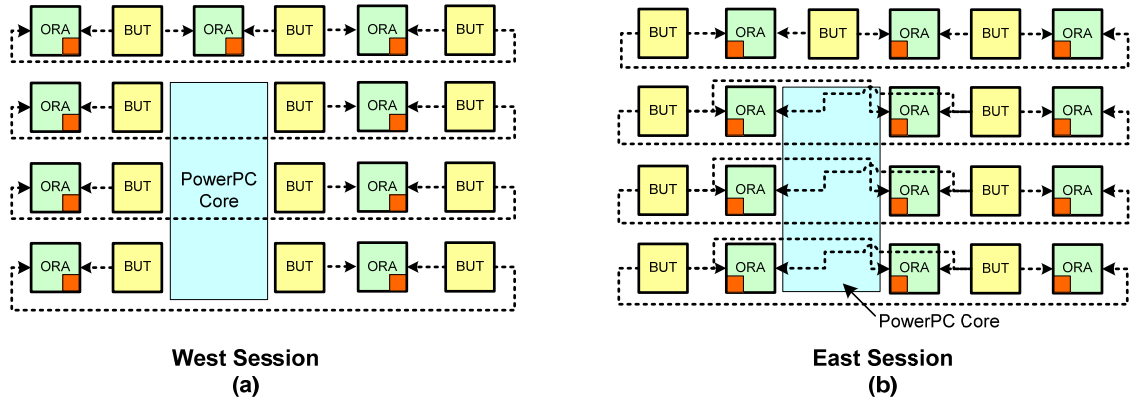 ORA BUT ORA BUT ORA BUT
ORA BUT BUT ORA BUT
ORA BUT PowerPC Core BUT ORA BUT
ORA BUT BUT ORA BUT
West Session
(a)
BUT ORA BUT ORA BUT ORA
BUT ORA ORA BUT ORA
BUT ORA ORA BUT ORA
BUT ORA ORA BUT ORA
PowerPC Core
East Session
(b)